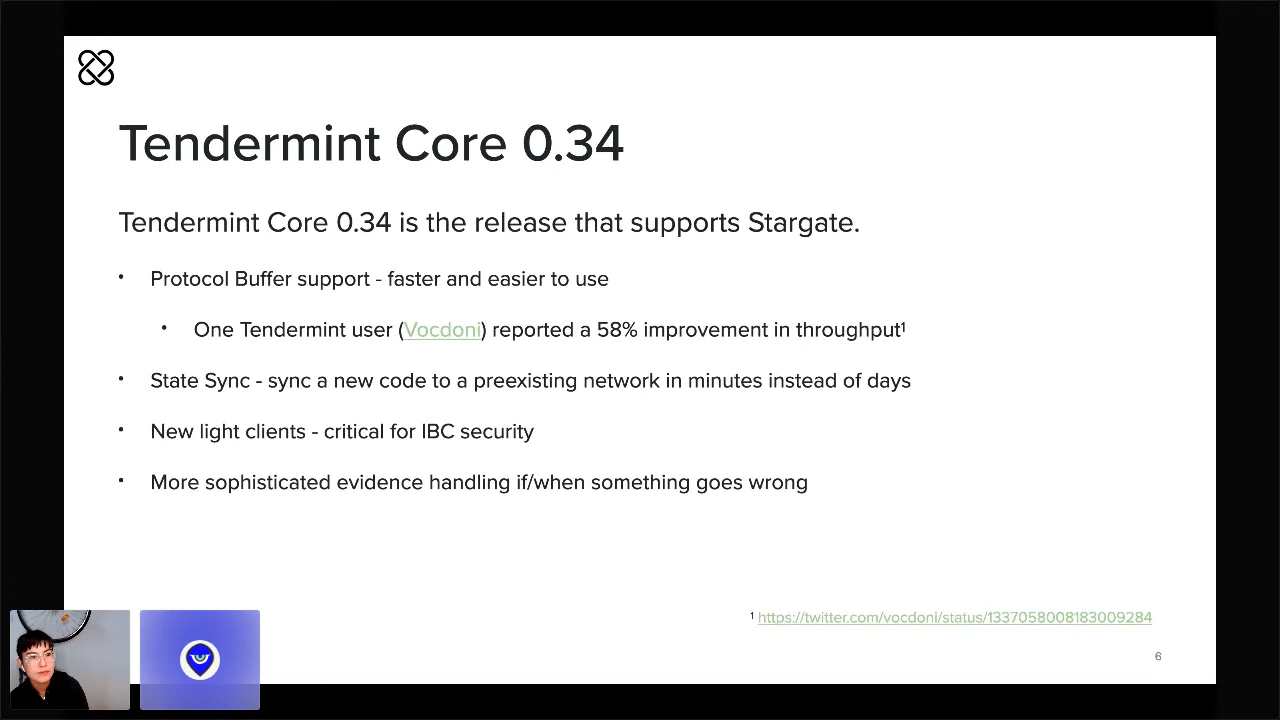 Tendermint Core 0.34
Tendermint Core 0.34 is the release that supports Stargate.
• Protocol Buffer support - faster and easier to use
• One Tendermint user (Vocdoni) reported a 58% improvement in throughput¹
• State Sync - sync a new code to a preexisting network in minutes instead of days
• New light clients - critical for IBC security
• More sophisticated evidence handling if/when something goes wrong
¹ https://twitter.com/vocdoni/status/1337058008183009284
6